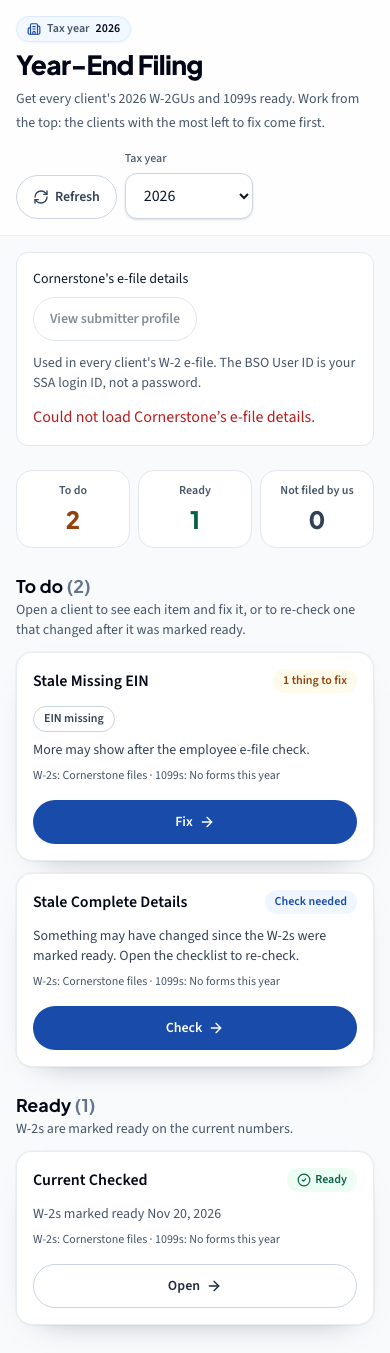 Tax year 2026
Year-End Filing
Get every client's 2026 W-2GUs and 1099s ready. Work from
the top: the clients with the most left to fix come first.
Tax year
Refresh
2026
Cornerstone's e-file details
View submitter profile
Used in every client's W-2 e-file. The BSO User ID is your
SSA login ID, not a password.
Could not load Cornerstone’s e-file details.
To do
Ready
Not filed by us
2
1
0
To do (2)
Open a client to see each item and fix it, or to re-check one
that changed after it was marked ready.
Stale Missing EIN
1 thing to fix
EIN missing
More may show after the employee e-file check.
W-2s: Cornerstone files · 1099s: No forms this year
Fix
Stale Complete Details
Check needed
Something may have changed since the W-2s were
marked ready. Open the checklist to re-check.
W-2s: Cornerstone files · 1099s: No forms this year
Check
Ready (1)
W-2s are marked ready on the current numbers.
Current Checked
Ready
W-2s marked ready Nov 20, 2026
W-2s: Cornerstone files · 1099s: No forms this year
Open